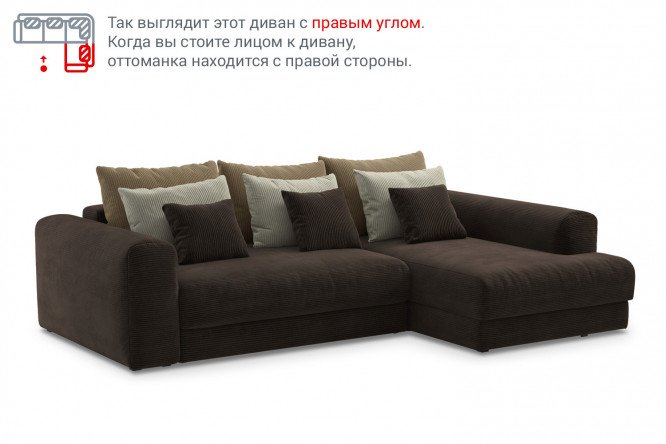 Так выглядит этот диван с правым углом.
Когда вы стоите лицом к дивану,
оттоманка находится с правой стороны.